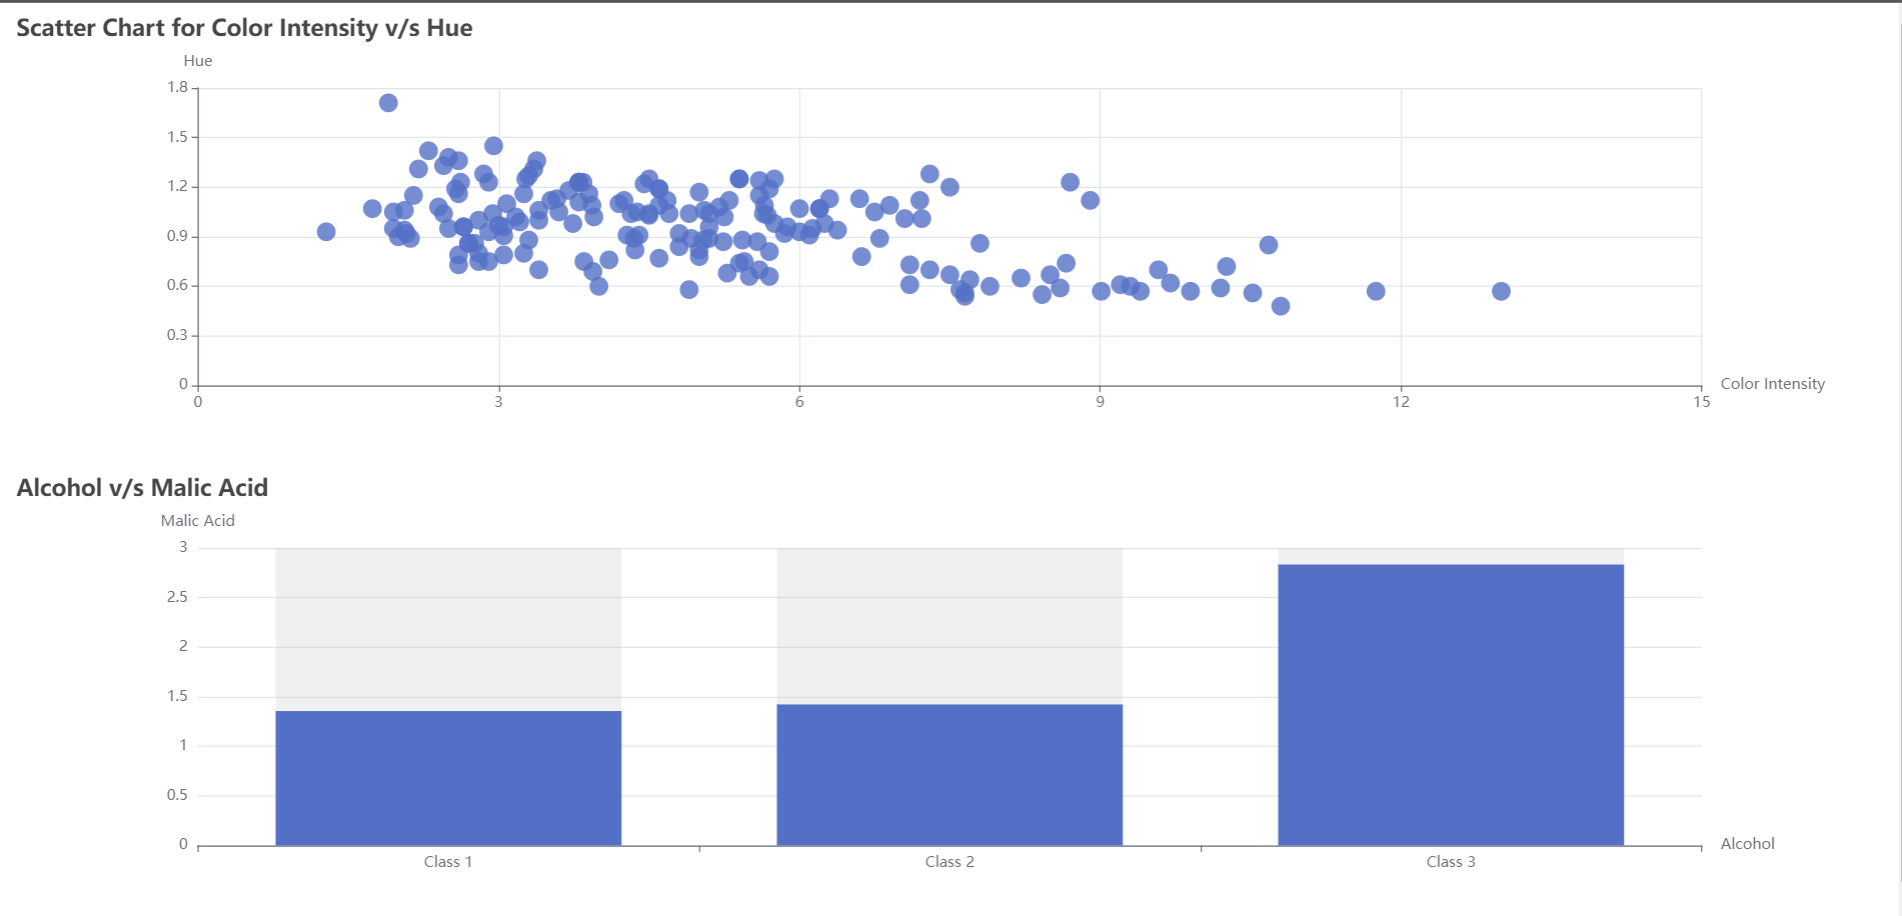 Scatter Chart for Color Intensity v/s Hue
Hue
1.8
1.5
1.2
0.9
0.6
0.3
0
0 3 6 9 12 15
Color Intensity
Alcohol v/s Malic Acid
Malic Acid
3
2.5
2
1.5
1
0.5
0
Class 1 Class 2 Class 3
Alcohol